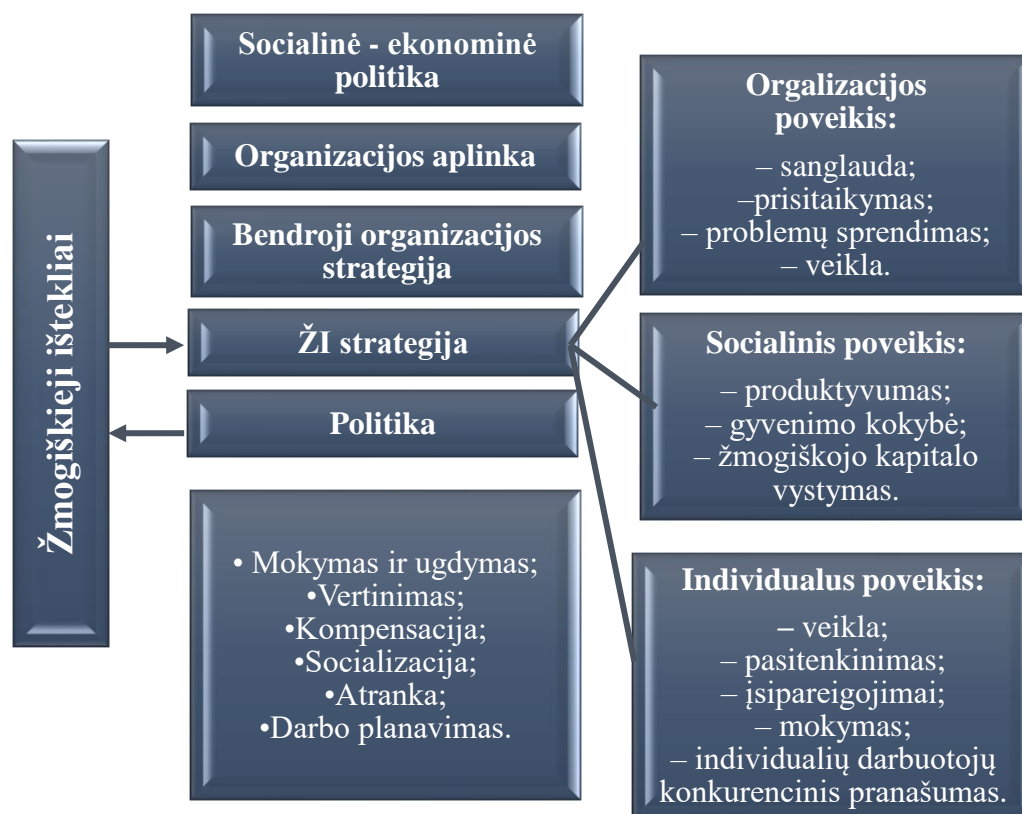 Žmogiškieji ištekliai
Socialinė - ekonominė
politika
Organizacijos aplinka
Bendroji organizacijos
strategija
ŽI strategija
Politika
• Mokymas ir ugdymas;
•Vertinimas;
•Kompensacija;
•Socializacija;
•Atranka;
•Darbo planavimas.
Orgalizacijos
poveikis:
– sanglauda;
–prisitaikymas;
– problemų sprendimas;
– veikla.
Socialinis poveikis:
– produktyvumas;
– gyvenimo kokybė;
– žmogiškojo kapitalo
vystymas.
Individualus poveikis:
– veikla;
– pasitenkinimas;
– įsipareigojimai;
– mokymas;
– individualių darbuotojų
konkurencinis pranašumas.